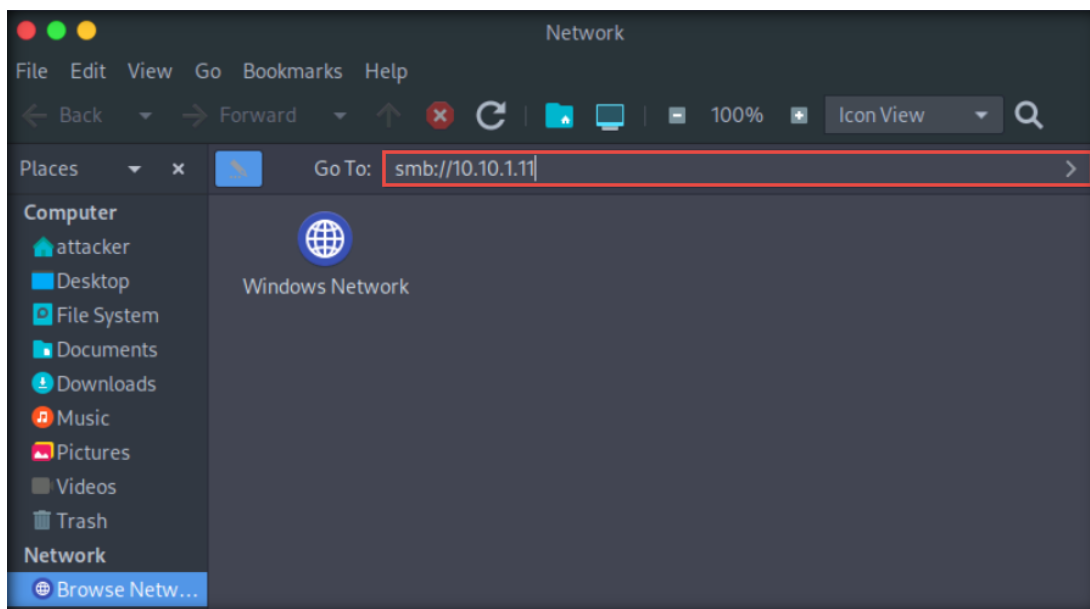 Network
File Edit View Go Bookmarks Help
Back Forward 100% Icon View
Places Go To: smb://10.10.1.11
Computer
attacker
Desktop
File System
Documents
Downloads
Music
Pictures
Videos
Trash
Network
Browse Netw...
Windows Network